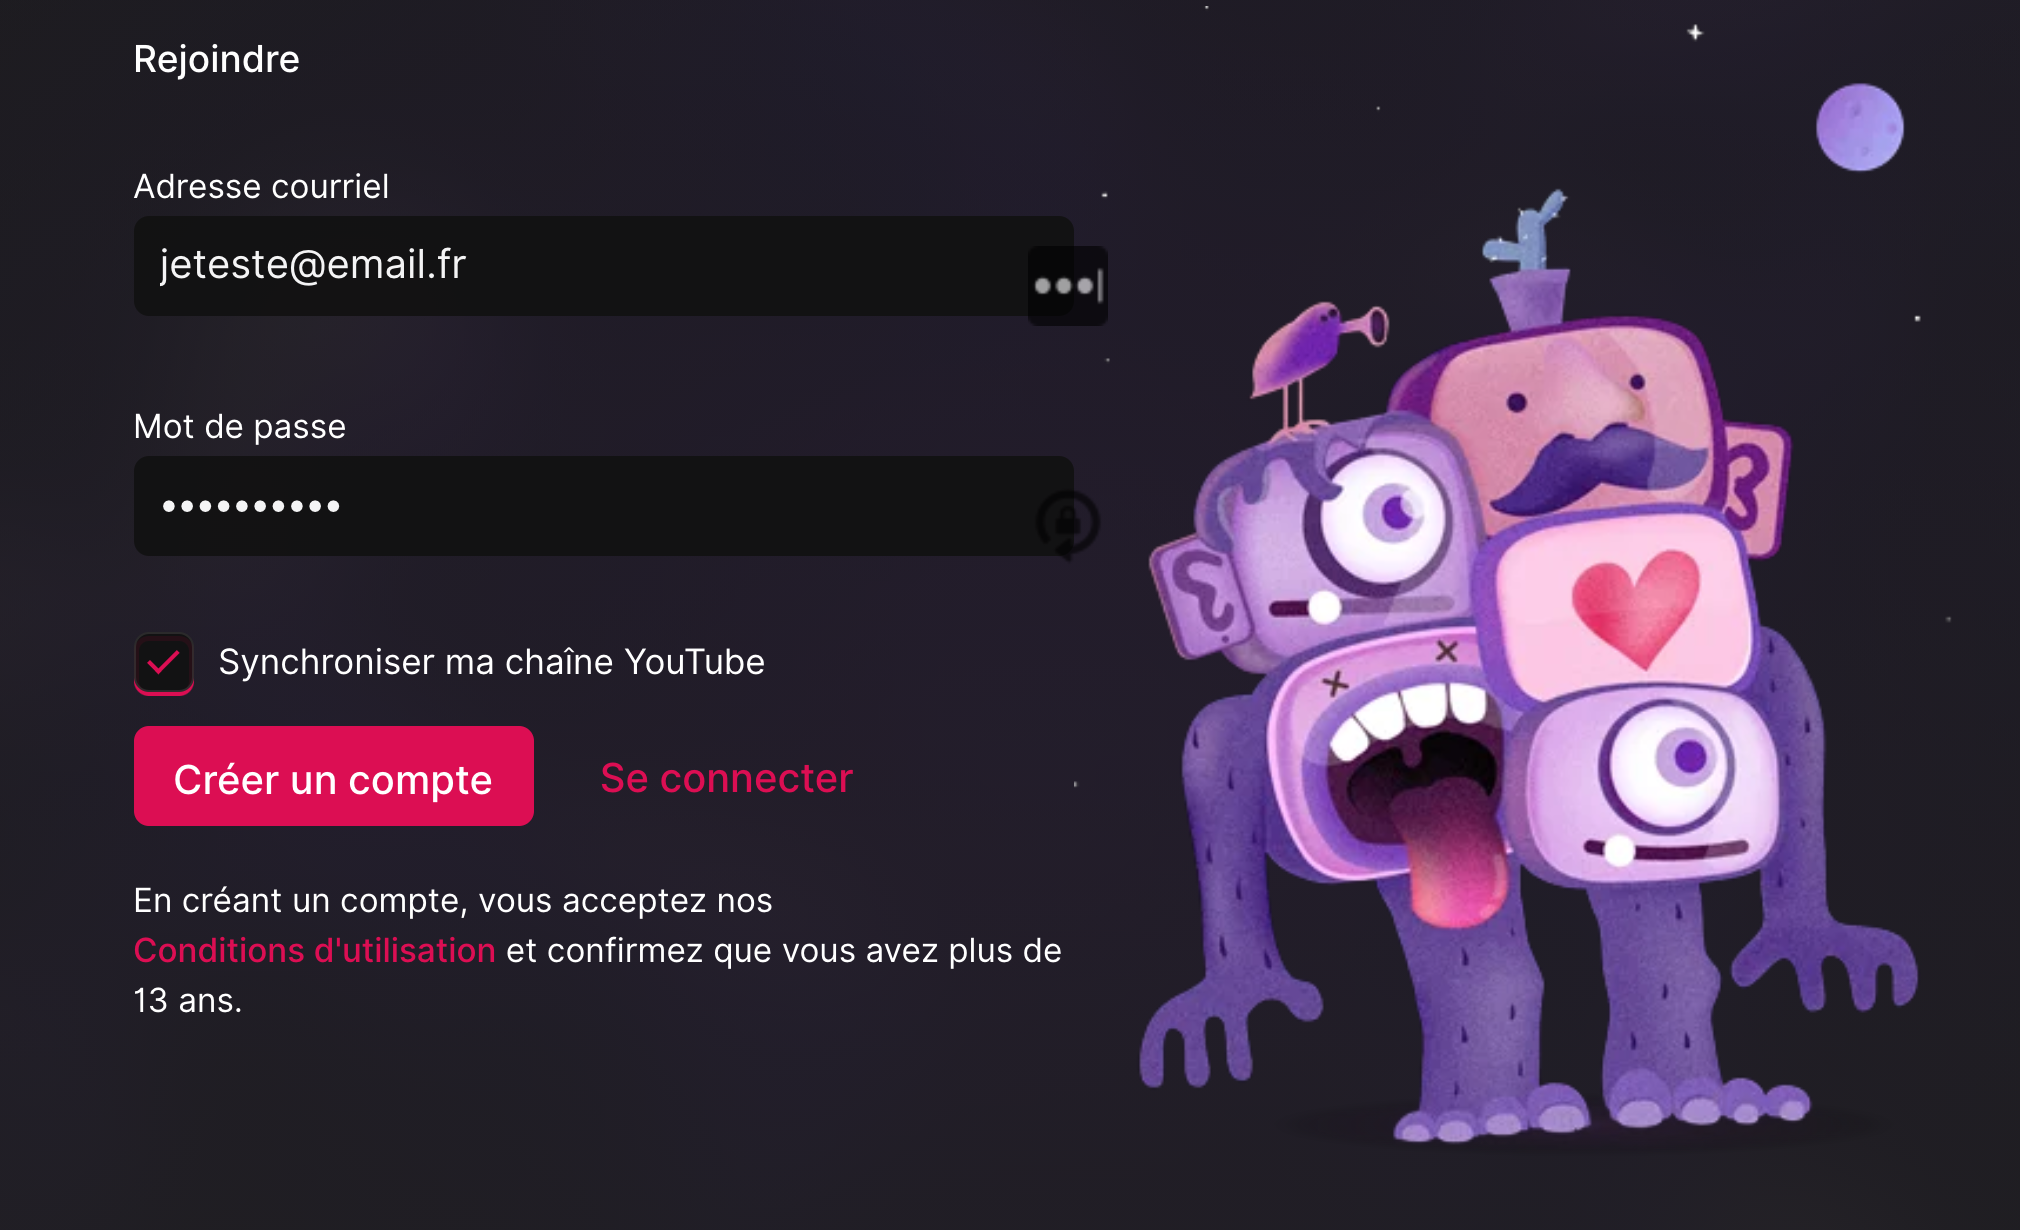 Rejoindre
Adresse courriel
jeteste@email.fr
Mot de passe
••••••••••
Synchroniser ma chaîne YouTube
Créer un compte
Se connecter
En créant un compte, vous acceptez nos
Conditions d'utilisation et confirmez que vous avez plus de
13 ans.